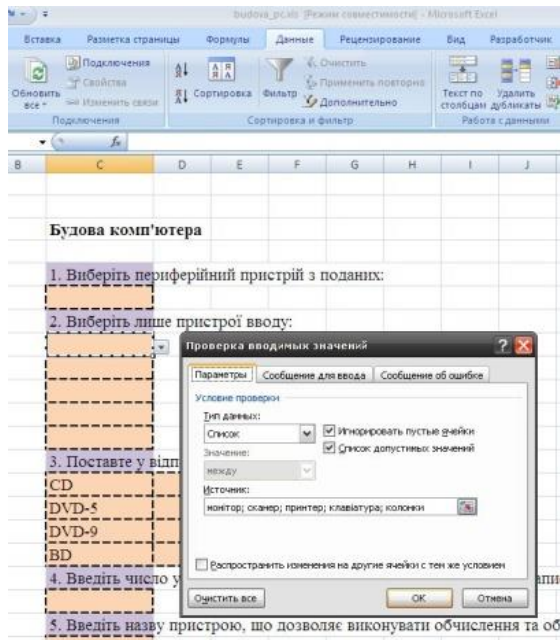 budova_pc.xls [Режим совместимости] - Microsoft Excel
Вставка Разметка страницы Формулы Данные Рецензирование Вид Разработчик
Обновить все
Подключения
Свойства
Изменить связи
Подключения
Сортировка
Фильтр
Очистить
Применить повторно
Дополнительно
Сортировка и фильтр
Текст по столбцам
Удалить дубликаты
Работа с данными
fx
B C D E F G H I J
Будова комп'ютера
1. Виберіть периферійний пристрій з поданих:
2. Виберіть лише пристрої вводу:
Проверка вводимых значений
Параметры Сообщение для ввода Сообщение об ошибке
Условие проверки
Тип данных:
Список
Игнорировать пустые ячейки
Список допустимых значений
Значение:
между
Источник:
монітор; сканер; принтер; клавіатура; колонки
Распространить изменения на другие ячейки с тем же условием
Очистить все ОК Отмена
3. Поставте у відп
CD
DVD-5
DVD-9
BD
4. Введіть число у
5. Введіть назву пристрою, що дозволяє виконувати обчислення та об